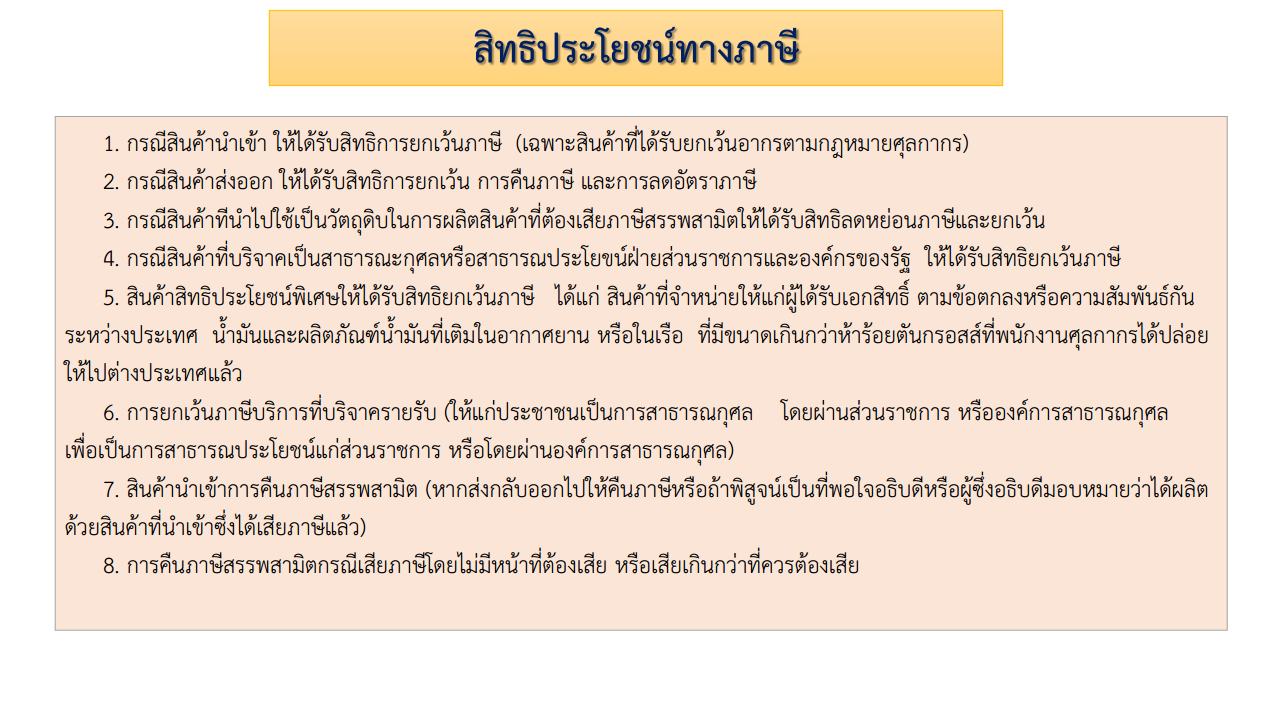 สิทธิประโยชน์ทางภาษี
1. กรณีสินค้านำเข้า ให้ได้รับสิทธิการยกเว้นภาษี (เฉพาะสินค้าที่ได้รับยกเว้นอากรตามกฎหมายศุลกากร)
2. กรณีสินค้าส่งออก ให้ได้รับสิทธิการยกเว้น การคืนภาษี และการลดอัตราภาษี
3. กรณีสินค้าทีนำไปใช้เป็นวัตถุดิบในการผลิตสินค้าที่ต้องเสียภาษีสรรพสามิตให้ได้รับสิทธิลดหย่อนภาษีและยกเว้น
4. กรณีสินค้าที่บริจาคเป็นสาธารณะกุศลหรือสาธารณประโยขน์ฝ่ายส่วนราชการและองค์กรของรัฐ ให้ได้รับสิทธิยกเว้นภาษี
5. สินค้าสิทธิประโยชน์พิเศษให้ได้รับสิทธิยกเว้นภาษี ได้แก่ สินค้าที่จำหน่ายให้แก่ผู้ได้รับเอกสิทธิ์ ตามข้อตกลงหรือความสัมพันธ์กัน
ระหว่างประเทศ น้ำมันและผลิตภัณฑ์น้ำมันที่เติมในอากาศยาน หรือในเรือ ที่มีขนาดเกินกว่าห้าร้อยตันกรอสส์ที่พนักงานศุลกากรได้ปล่อย
ให้ไปต่างประเทศแล้ว
6. การยกเว้นภาษีบริการที่บริจาครายรับ (ให้แก่ประชาชนเป็นการสาธารณกุศล โดยผ่านส่วนราชการ หรือองค์การสาธารณกุศล
เพื่อเป็นการสาธารณประโยชน์แก่ส่วนราชการ หรือโดยผ่านองค์การสาธารณกุศล)
7. สินค้านำเข้าการคืนภาษีสรรพสามิต (หากส่งกลับออกไปให้คืนภาษีหรือถ้าพิสูจน์เป็นที่พอใจอธิบดีหรือผู้ซึ่งอธิบดีมอบหมายว่าได้ผลิต
ด้วยสินค้าที่นำเข้าซึ่งได้เสียภาษีแล้ว)
8. การคืนภาษีสรรพสามิตกรณีเสียภาษีโดยไม่มีหน้าที่ต้องเสีย หรือเสียเกินกว่าที่ควรต้องเสีย